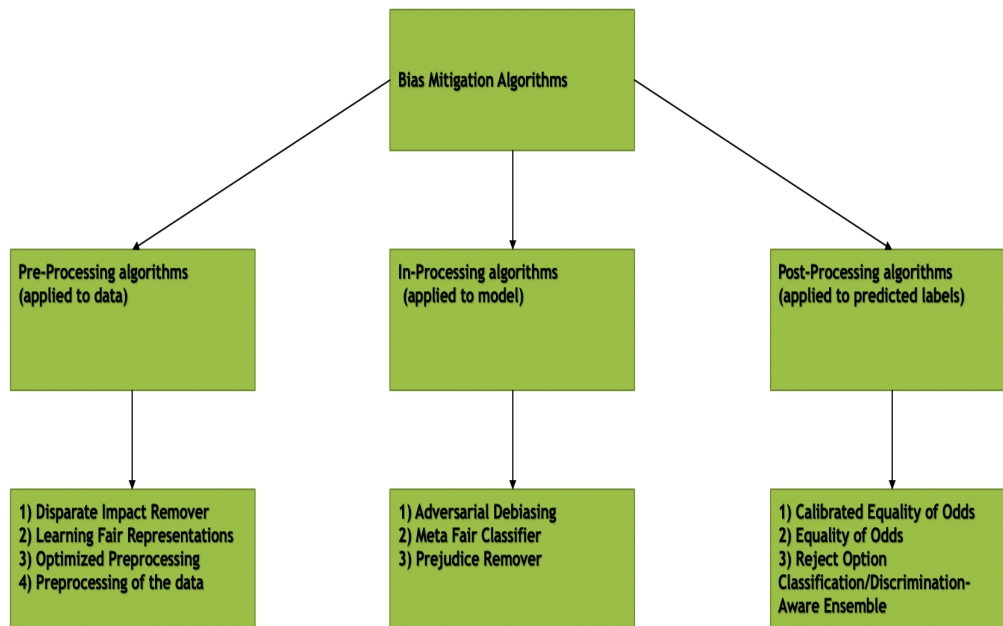 Bias Mitigation Algorithms
Pre-Processing algorithms
(applied to data)
In-Processing algorithms
(applied to model)
Post-Processing algorithms
(applied to predicted labels)
1) Disparate Impact Remover
2) Learning Fair Representations
3) Optimized Preprocessing
4) Preprocessing of the data
1) Adversarial Debiasing
2) Meta Fair Classifier
3) Prejudice Remover
1) Calibrated Equality of Odds
2) Equality of Odds
3) Reject Option
Classification/Discrimination-
Aware Ensemble